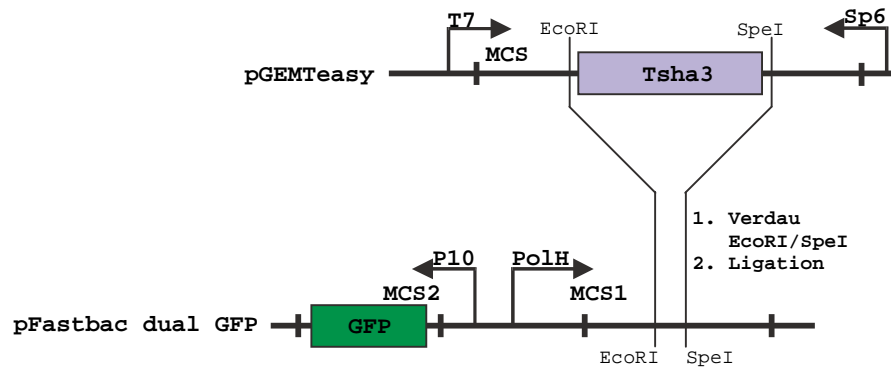 T7
EcoRI
SpeI
Sp6
MCS
pGEMTeasy
Tsha3
1. Verdau
EcoRI/SpeI
2. Ligation
P10
PolH
MCS2
MCS1
pFastbac dual GFP
GFP
EcoRI
SpeI